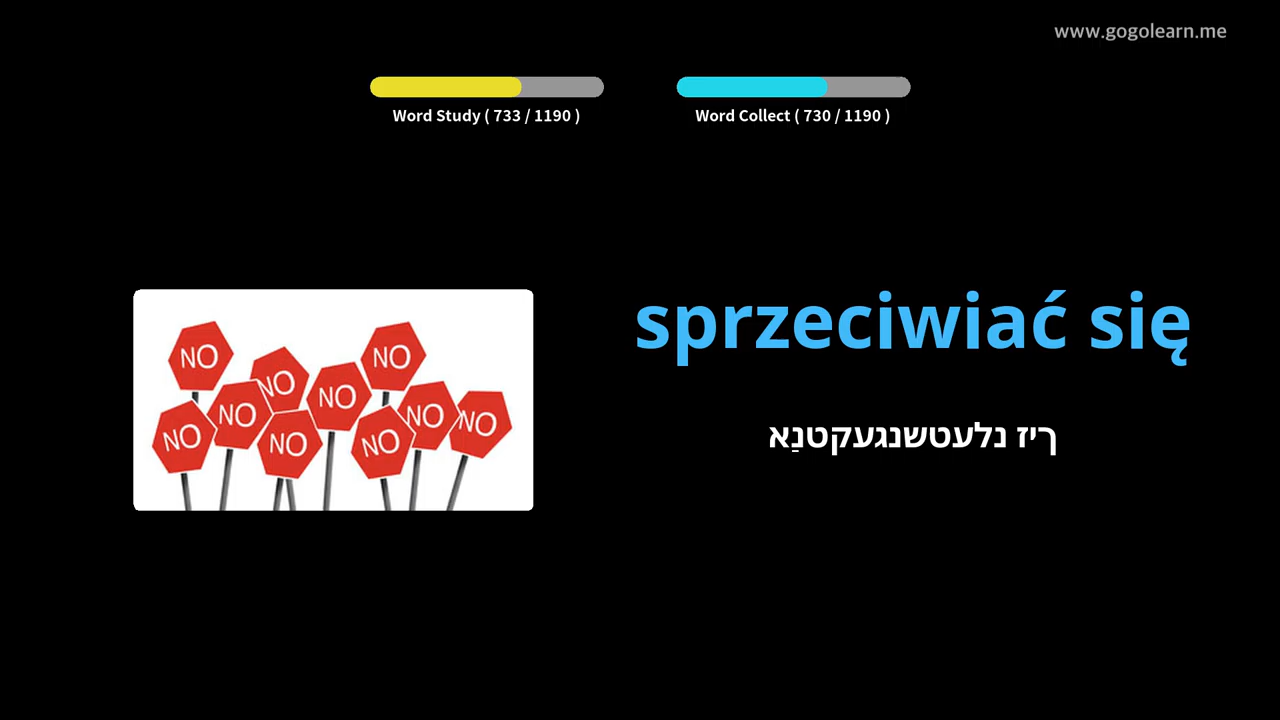 www.gogolearn.me
Word Study ( 733 / 1190 )
Word Collect ( 730 / 1190 )
NO
NO
NO
NO
NO
NO
NO
NO
NO
NO
sprzeciwiać się
אַנטקעגנשטעלנ זיך